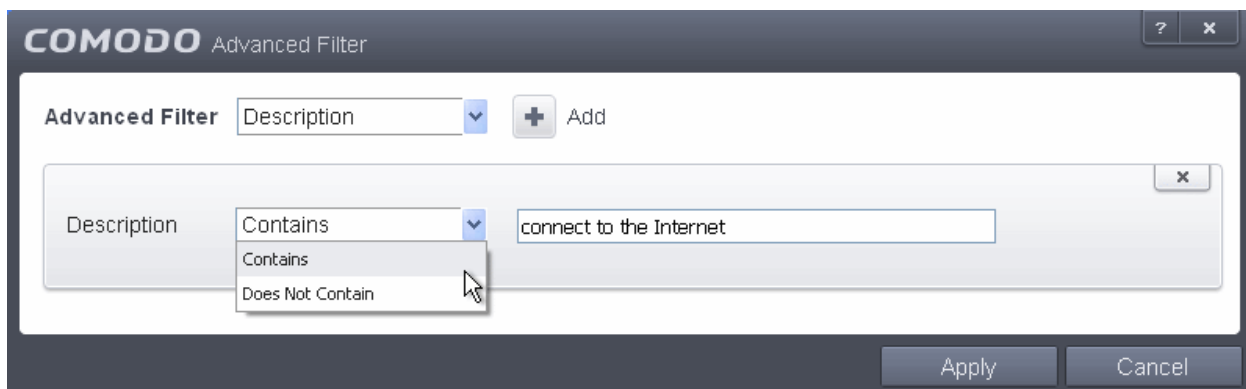 COMODO Advanced Filter ? x
Advanced Filter Description + Add
x
Description Contains connect to the Internet
Contains
Does Not Contain
Apply Cancel